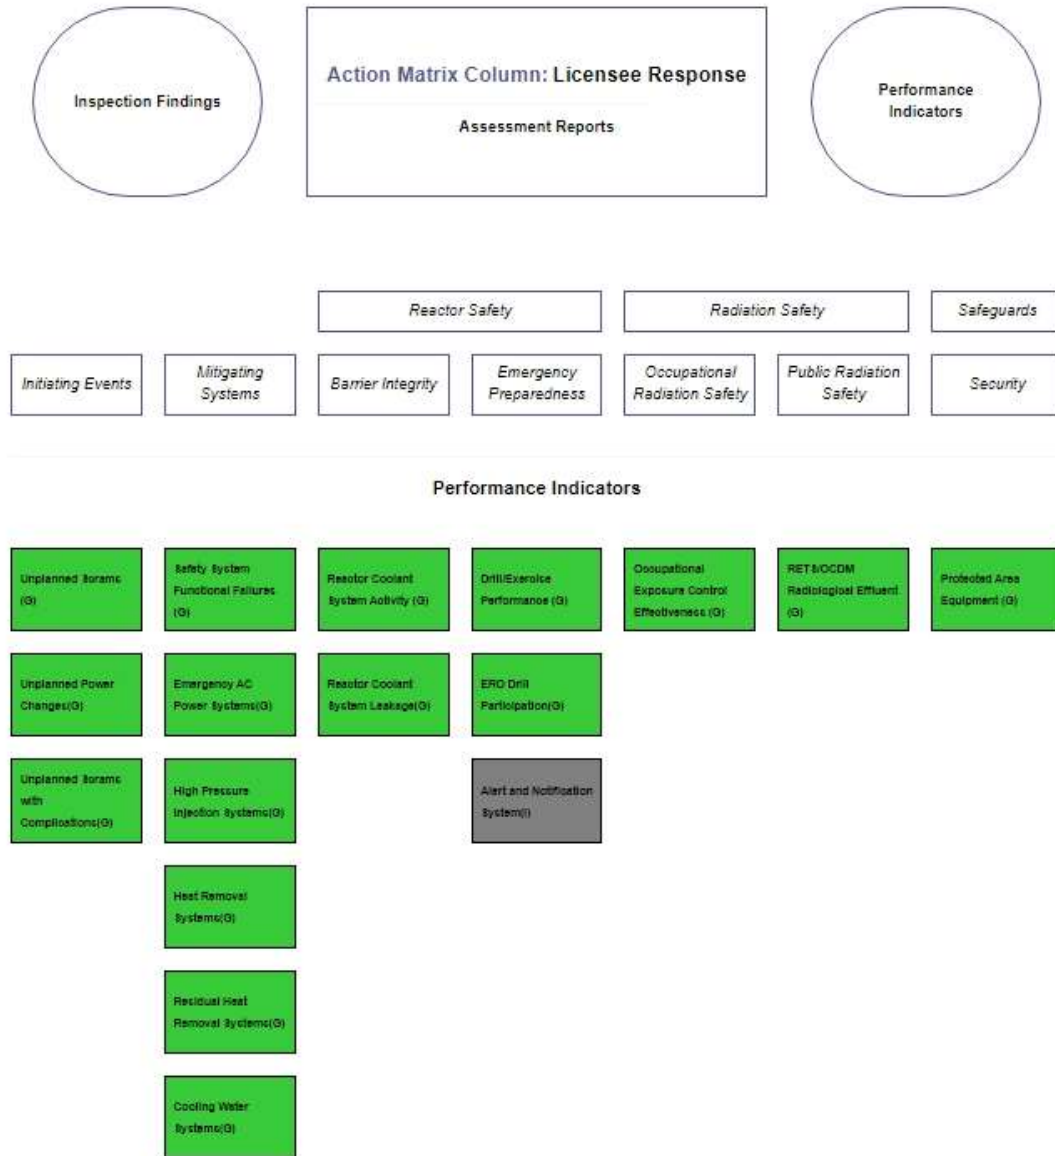 Inspection Findings
Action Matrix Column: Licensee Response
Assessment Reports
Performance
Indicators
Reactor Safety
Radiation Safety
Safeguards
Initiating Events
Mitigating
Systems
Barrier Integrity
Emergency
Preparedness
Occupational
Radiation Safety
Public Radiation
Safety
Security
Performance Indicators
Unplanned Scrams
(G)
Safety System
Functional Failures
(G)
Reactor Coolant
System Activity (G)
Drill/Exercise
Performance (G)
Occupational
Exposure Control
Effectiveness (G)
RETS/OCDM
Radiological Effluent
(G)
Protected Area
Equipment (G)
Unplanned Power
Changes(G)
Emergency AC
Power Systems(G)
Reactor Coolant
System Leakage(G)
ERO Drill
Participation(G)
Unplanned Scrams
with
Complications(G)
High Pressure
Injection Systems(G)
Alert and Notification
System(I)
Heat Removal
Systems(G)
Residual Heat
Removal Systems(G)
Cooling Water
Systems(G)